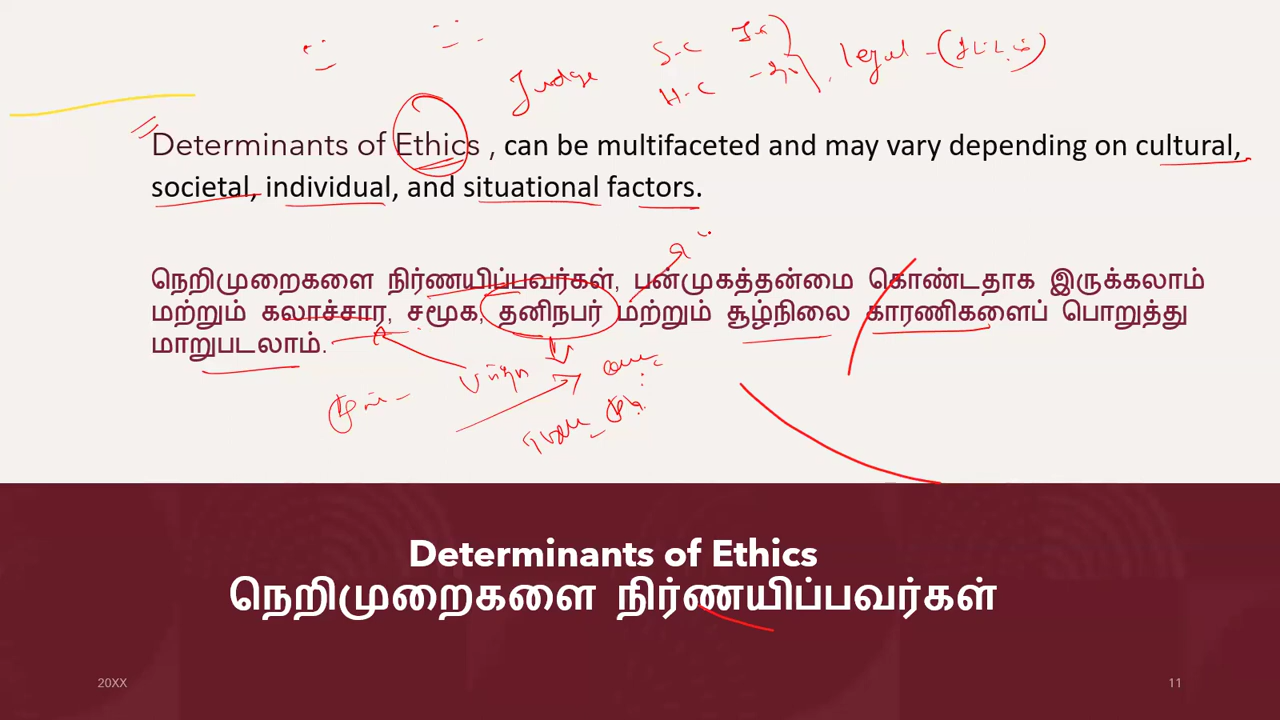 S.C
Judge H.C legal - (சட்டம்)
Determinants of Ethics , can be multifaceted and may vary depending on cultural,
societal, individual, and situational factors.
நெறிமுறைகளை நிர்ணயிப்பவர்கள், பன்முகத்தன்மை கொண்டதாக இருக்கலாம்
மற்றும் கலாச்சார, சமூக, தனிநபர் மற்றும் சூழ்நிலை காரணிகளைப் பொறுத்து
மாறுபடலாம்.
Determinants of Ethics
நெறிமுறைகளை நிர்ணயிப்பவர்கள்
20XX
11